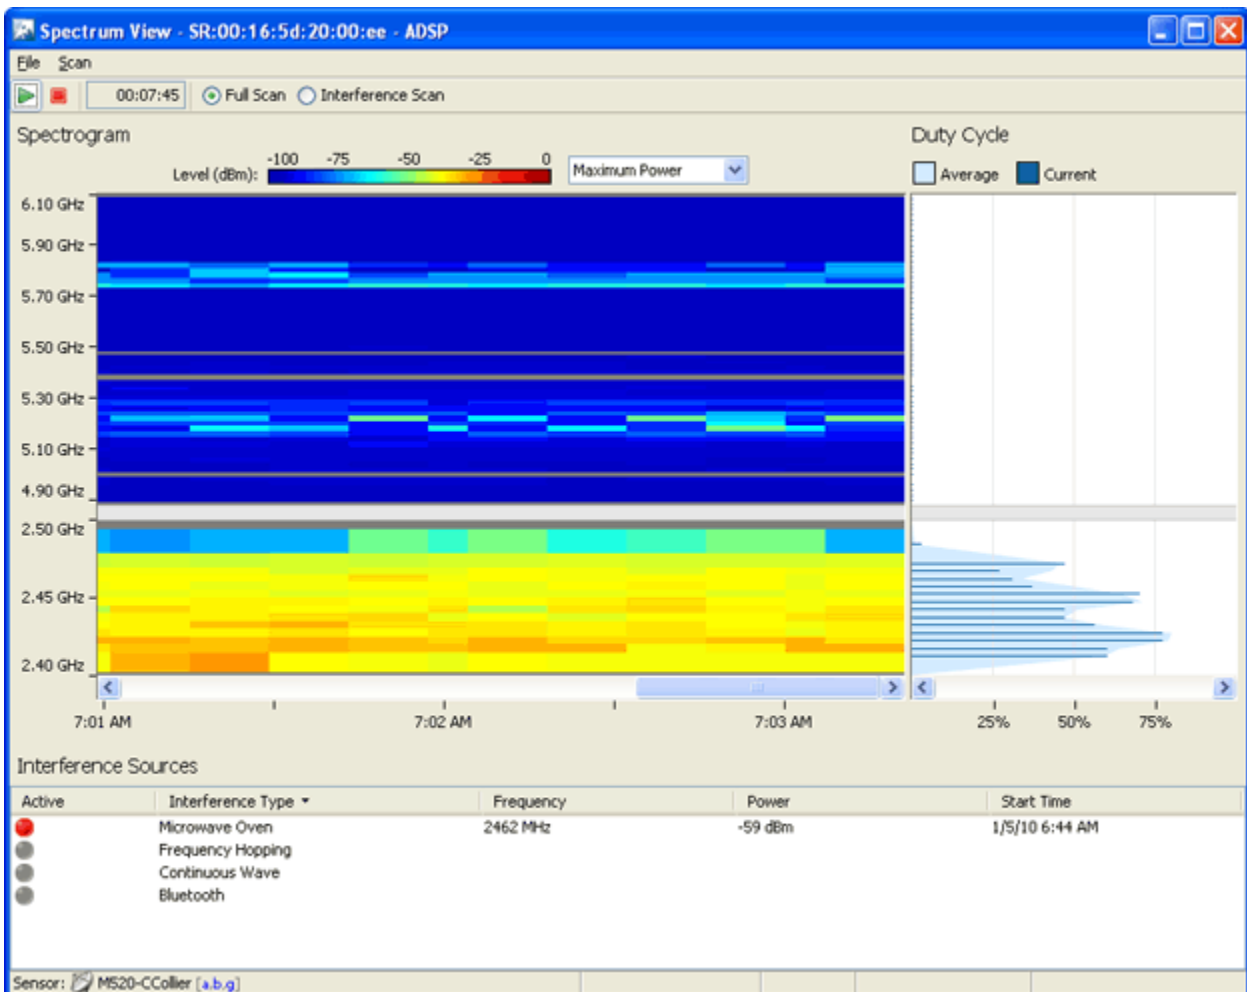 Spectrum View - SR:00:16:5d:20:00:ee - ADSP
File Scan
00:07:45 Full Scan Interference Scan
Spectrogram
Duty Cycle
-100 -75 -50 -25 0
Level (dBm):
Maximum Power
Average Current
6.10 GHz
5.90 GHz
5.70 GHz
5.50 GHz
5.30 GHz
5.10 GHz
4.90 GHz
2.50 GHz
2.45 GHz
2.40 GHz
7:01 AM 7:02 AM 7:03 AM
25% 50% 75%
Interference Sources
Active Interference Type Frequency Power Start Time
Microwave Oven 2462 MHz -59 dBm 1/5/10 6:44 AM
Frequency Hopping
Continuous Wave
Bluetooth
Sensor: M520-CCollier [a.b.g]